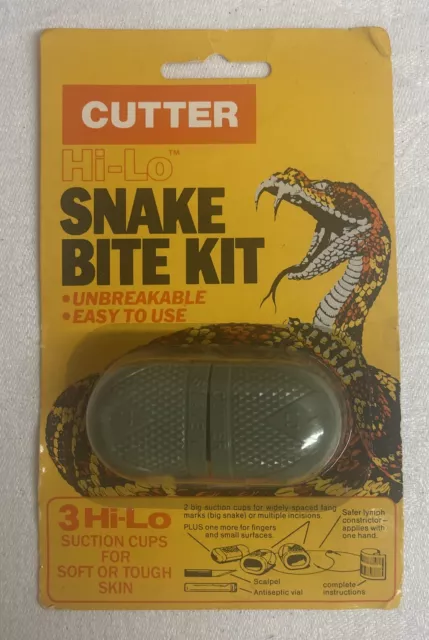 CUTTER
Hi-Lo™
SNAKE
BITE KIT
• UNBREAKABLE
• EASY TO USE
3 Hi-Lo
SUCTION CUPS
FOR
SOFT OR TOUGH
SKIN
2 big suction cups for widely-spaced fang
marks (big snake) or multiple incisions.
PLUS one more for fingers
and small surfaces.
Safer lymph
constrictor–
applies with
one hand.
Scalpel
Antiseptic vial
complete
instructions